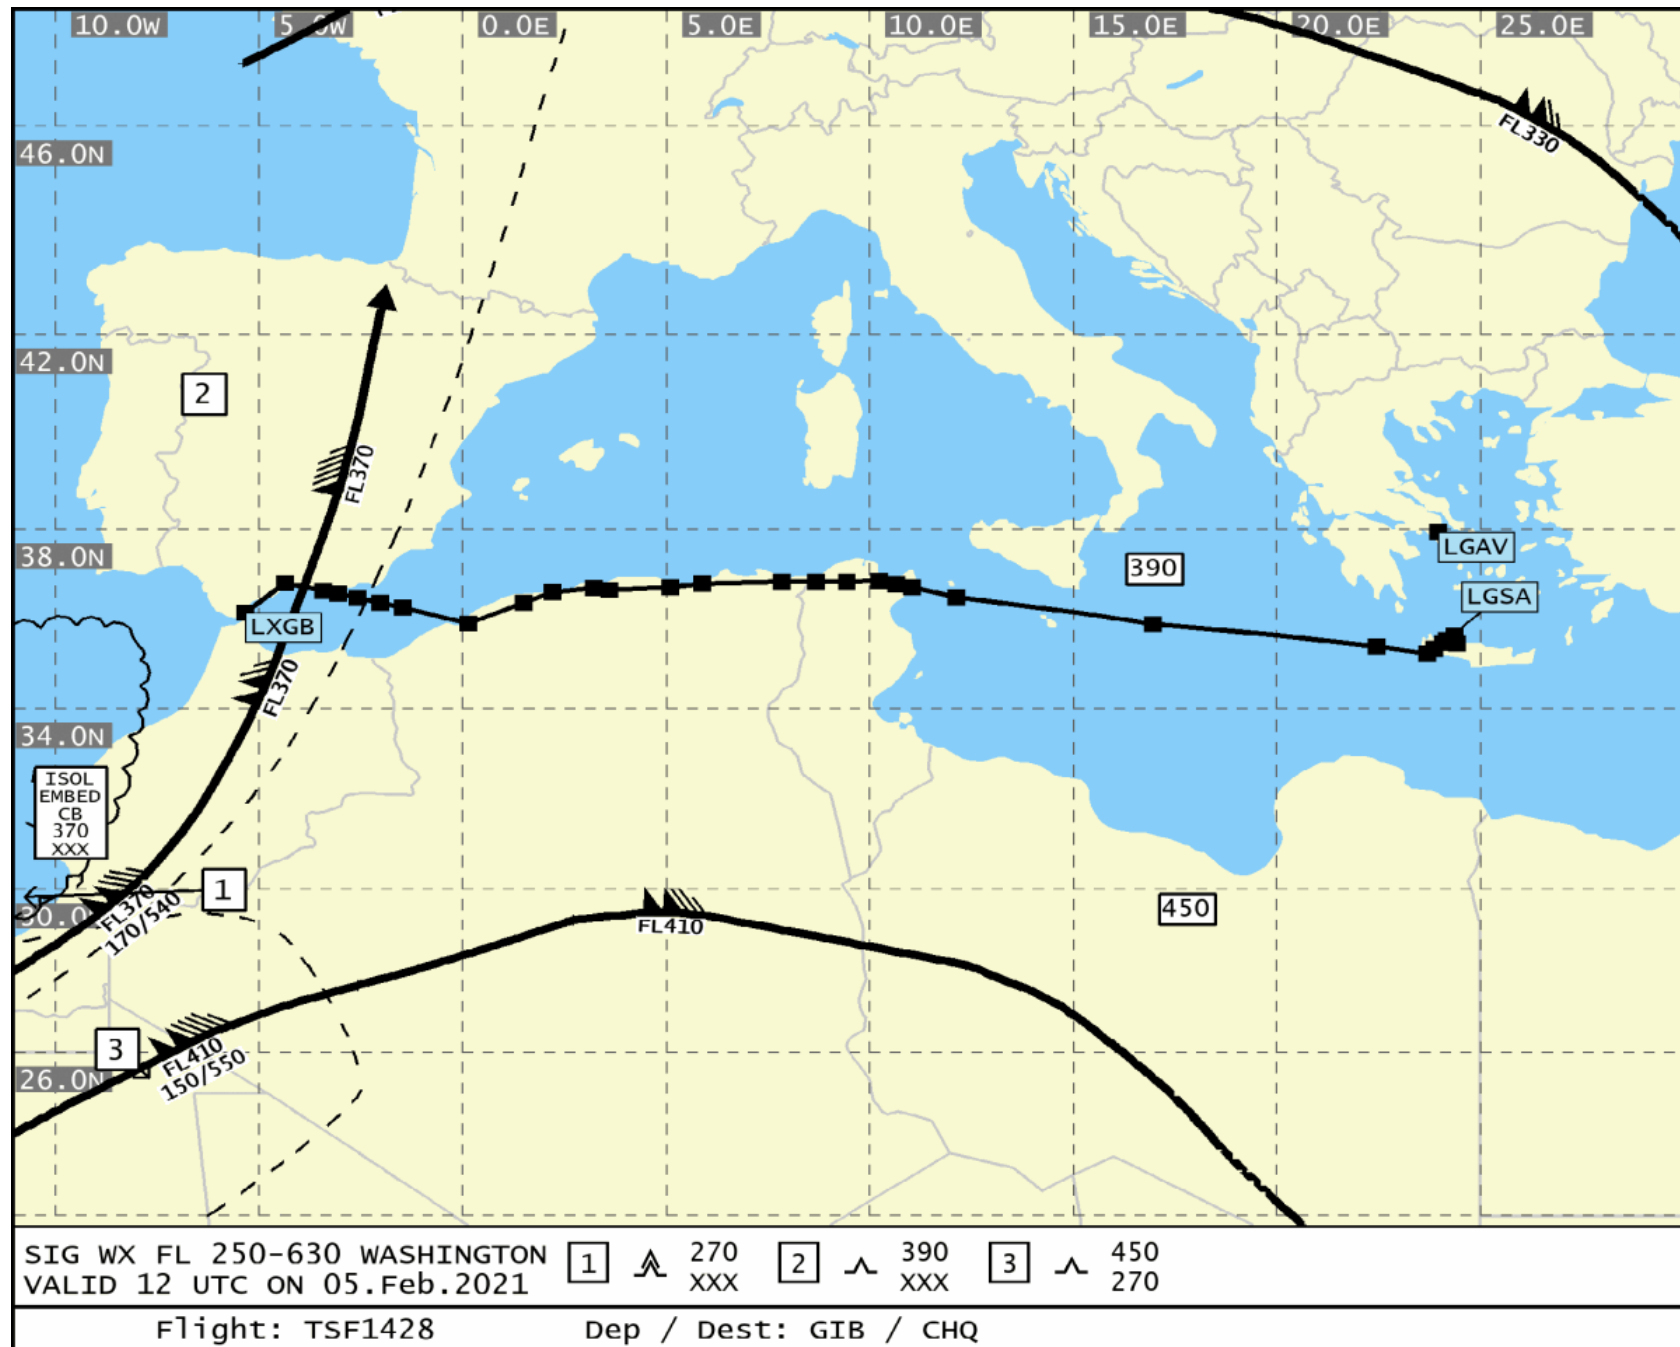 10.0W 5.0W 0.0E 5.0E 10.0E 15.0E 20.0E 25.0E
FL330
46.0N
42.0N
2
FL370
38.0N
LGAV
390
LGSA
LXGB
FL370
34.0N
ISOL
EMBED
CB
370
XXX
1
30.0N
FL370
170/540
450
FL410
3
FL410
150/550
26.0N
SIG WX FL 250-630 WASHINGTON
VALID 12 UTC ON 05.Feb.2021
1 270
XXX
2 390
XXX
3 450
270
Flight: TSF1428 Dep / Dest: GIB / CHQ